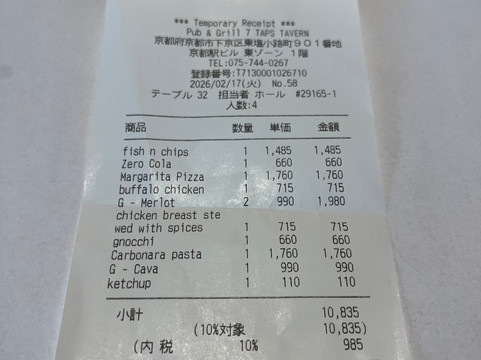 *** Temporary Receipt ***
Pub & Grill 7 TAPS TAVERN
京都府京都市下京区東塩小路町901番地
京都駅ビル 東ゾーン 1階
TEL:075-744-0267
登録番号:T7130001026710
2026/02/17(火) No.58
テーブル 32 担当者 ホール #29165-1
人数:4
商品 数量 単価 金額
fish n chips 1 1,485 1,485
Zero Cola 1 660 660
Margarita Pizza 1 1,760 1,760
buffalo chicken 1 715 715
G - Merlot 2 990 1,980
chicken breast ste
wed with spices 1 715 715
gnocchi 1 660 660
Carbonara pasta 1 1,760 1,760
G - Cava 1 990 990
ketchup 1 110 110
小計 10,835
(10%対象 10,835)
(内 税 10% 985